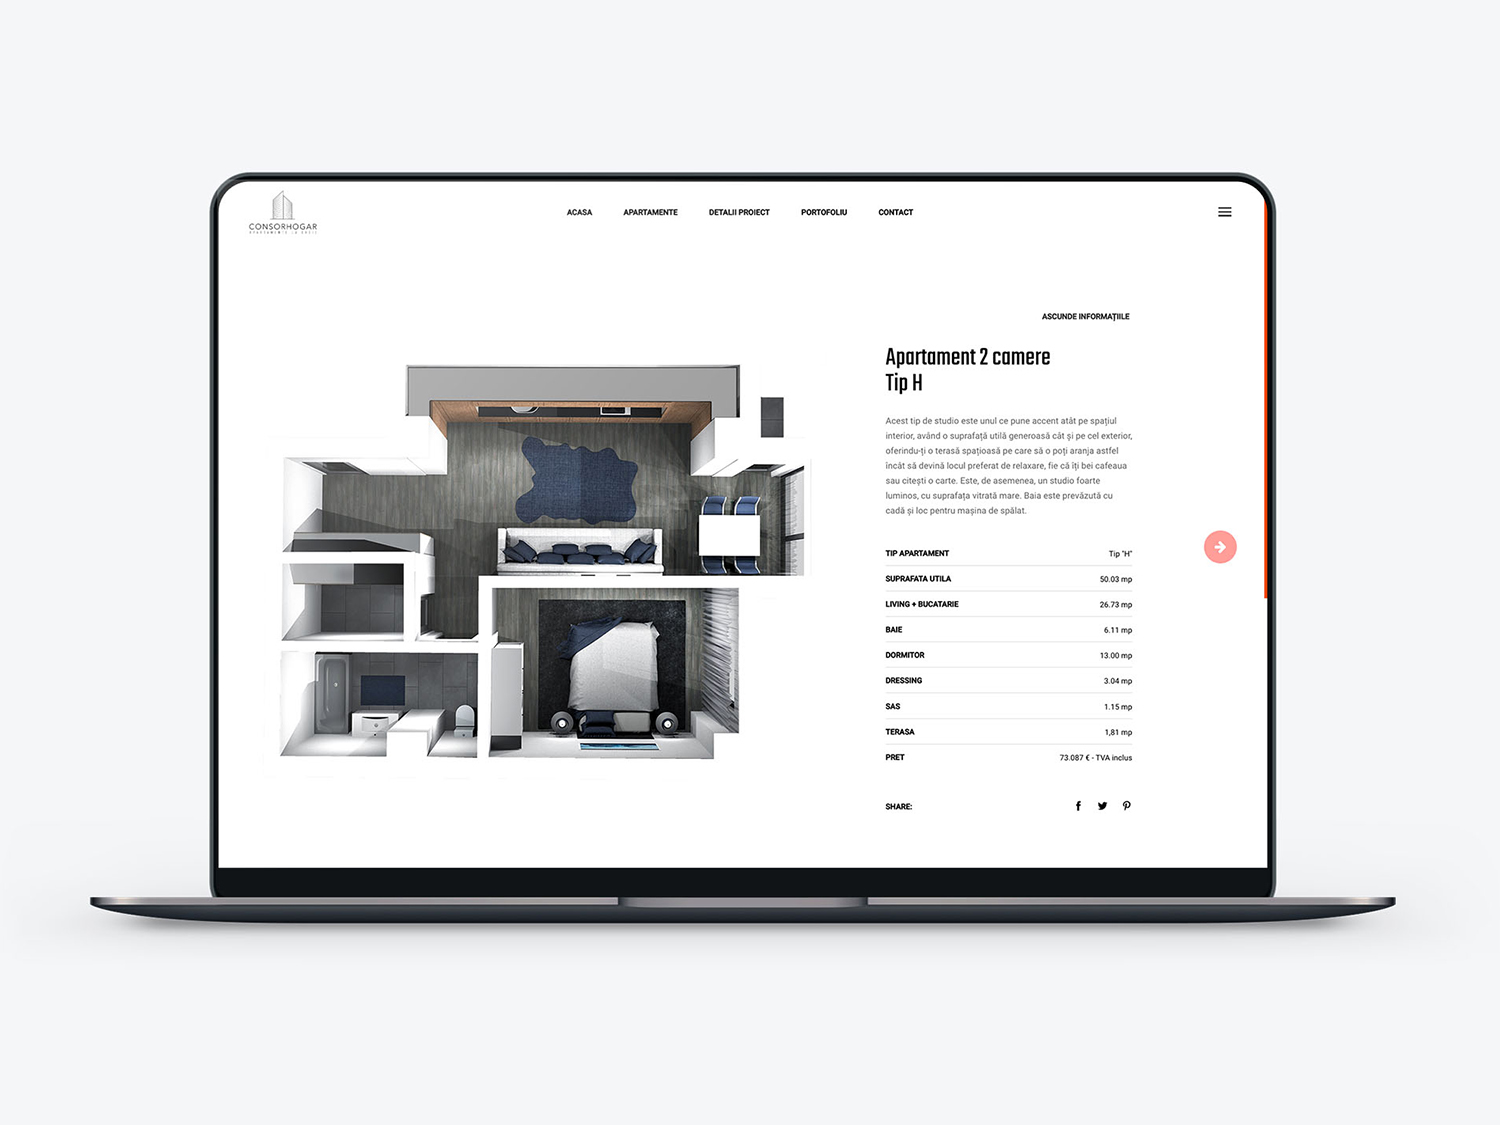 CONSORHOGAR
ACASA
APARTAMENTE
DETALII PROIECT
PORTOFOLIU
CONTACT
ASCUNDE INFORMAȚIILE
Apartament 2 camere
Tip H
Acest tip de studio este unul ce pune accent atât pe spațiul
interior, având o suprafață utilă generoasă cât și pe cel exterior,
oferindu-ți o terasă spațioasă pe care să o poți aranja astfel
încât să devină locul preferat de relaxare, fie că îți bei cafeaua
sau citești o carte. Este, de asemenea, un studio foarte
luminos, cu suprafața vitrată mare. Baia este prevăzută cu
cadă și loc pentru mașina de spălat.
TIP APARTAMENT Tip "H"
SUPRAFATA UTILA 50.03 mp
LIVING + BUCATARIE 26.73 mp
BAIE 6.11 mp
DORMITOR 13.00 mp
DRESSING 3.04 mp
SAS 1.15 mp
TERASA 1,81 mp
PRET 73.087 € - TVA inclus
SHARE: